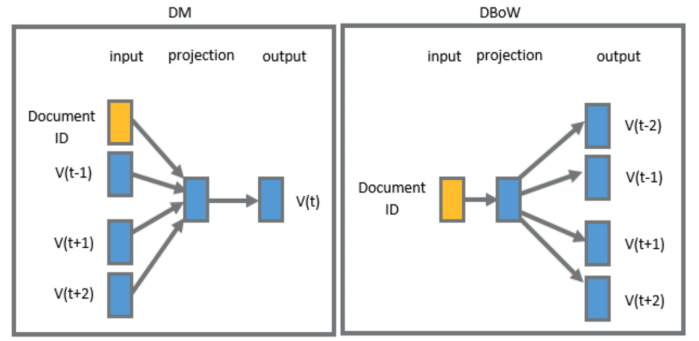 DM
input projection output
Document
ID
V(t-1)
V(t+1)
V(t+2)
V(t)
DBoW
input projection output
Document
ID
V(t-2)
V(t-1)
V(t+1)
V(t+2)